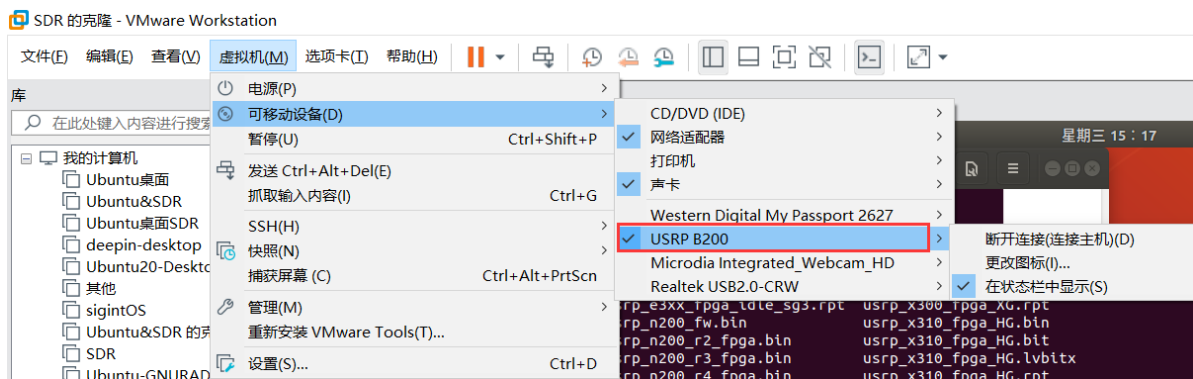 SDR 的克隆 - VMware Workstation
文件(F) 编辑(E) 查看(V) 虚拟机(M) 选项卡(T) 帮助(H)
库
在此处键入内容进行搜索
我的计算机
Ubuntu桌面
Ubuntu&SDR
Ubuntu桌面SDR
deepin-desktop
Ubuntu20-Deskto
其他
sigintOS
Ubuntu&SDR 的克
SDR
Ubuntu-GNURAD
电源(P)
可移动设备(D)
暂停(U) Ctrl+Shift+P
发送 Ctrl+Alt+Del(E)
抓取输入内容(I) Ctrl+G
SSH(H)
快照(N)
捕获屏幕 (C) Ctrl+Alt+PrtScn
管理(M)
重新安装 VMware Tools(T)...
设置(S)... Ctrl+D
CD/DVD (IDE)
网络适配器
打印机
声卡
Western Digital My Passport 2627
USRP B200
Microdia Integrated_Webcam_HD
Realtek USB2.0-CRW
断开连接(连接主机)(D)
更改图标(I)...
在状态栏中显示(S)
星期三 15：17
srp_e3xx_fpga_idle_sg3.rpt usrp_x300_fpga_XG.rpt
srp_n200_fw.bin usrp_x310_fpga_HG.bin
srp_n200_r2_fpga.bin usrp_x310_fpga_HG.bit
srp_n200_r3_fpga.bin usrp_x310_fpga_HG.lvbitx
srp_n200_r4_fpga.bin usrp_x310_fpga_HG.rpt